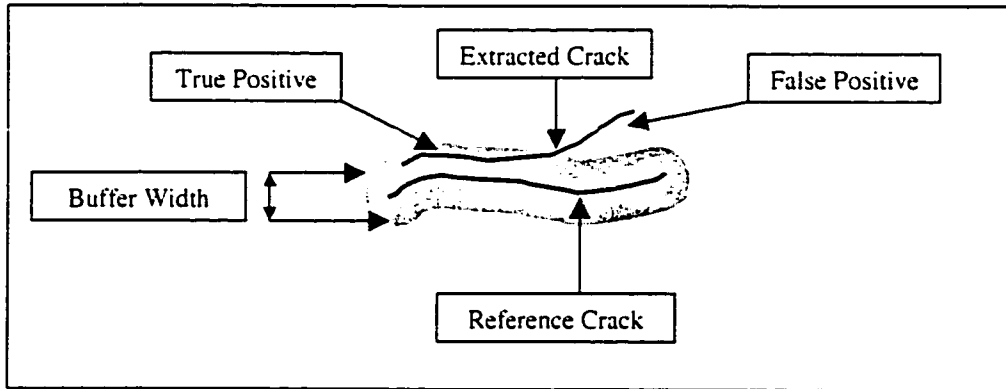 Extracted Crack
True Positive
False Positive
Buffer Width
Reference Crack